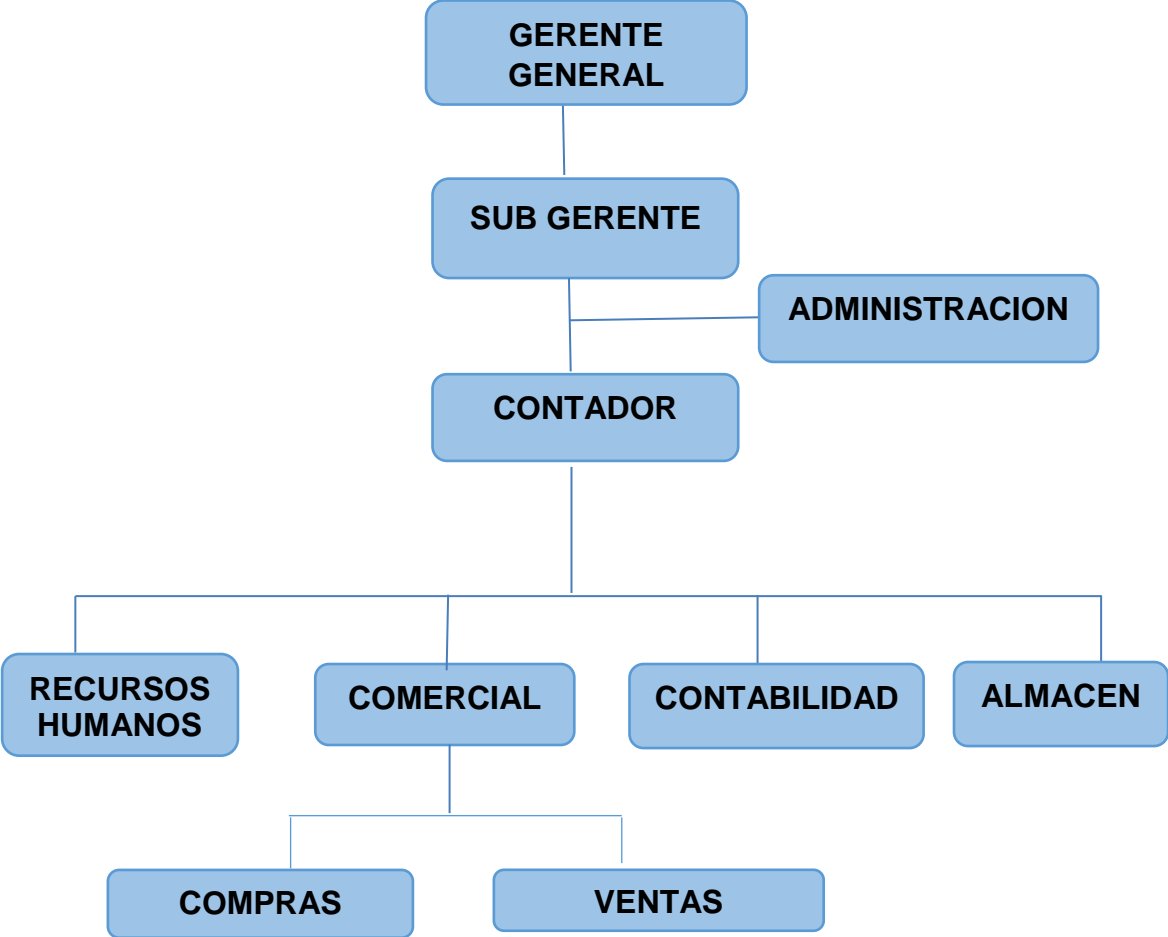 GERENTE
GENERAL
SUB GERENTE
ADMINISTRACION
CONTADOR
RECURSOS
HUMANOS
COMERCIAL
CONTABILIDAD
ALMACEN
COMPRAS
VENTAS